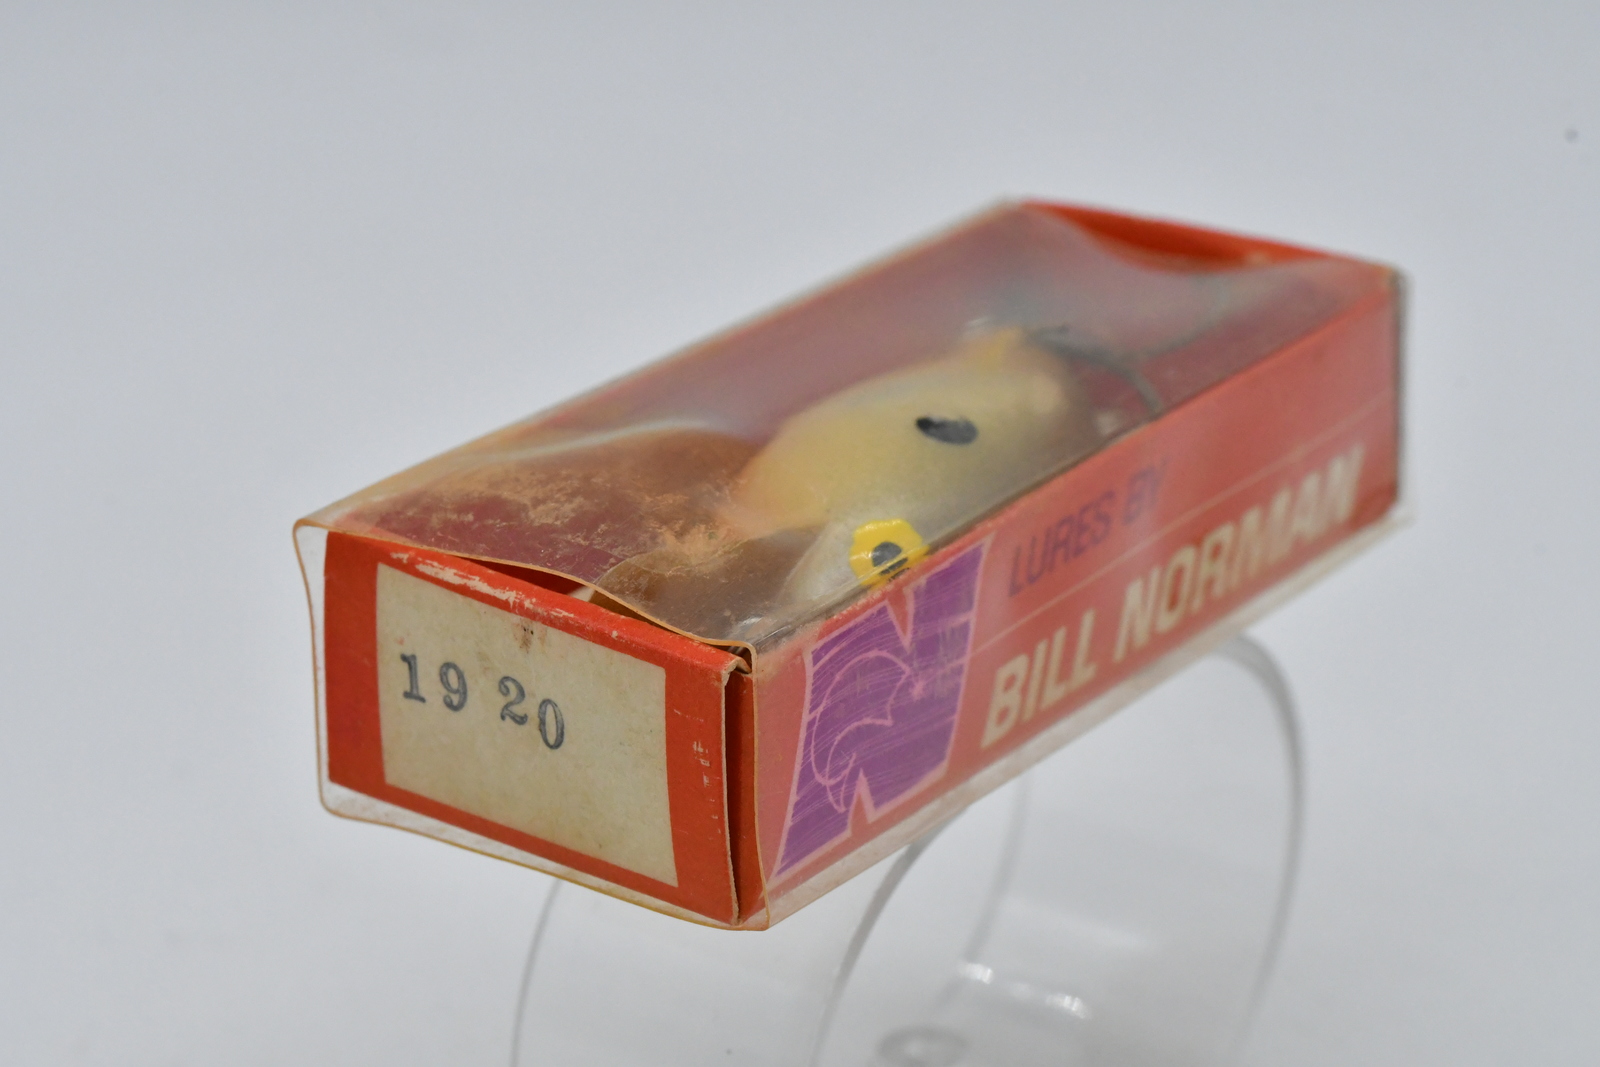 19 20
LURES BY
BILL NORMAN